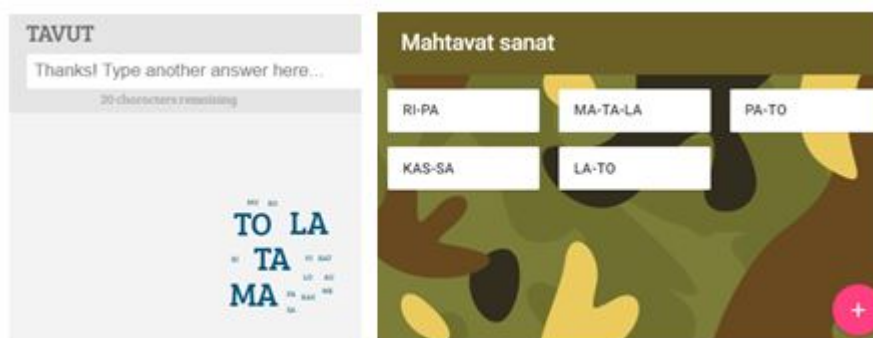 TAVUT
Thanks! Type another answer here...
20 characters remaining
TO LA
TA
MA
Mahtavat sanat
RI-PA
MA-TA-LA
PA-TO
KAS-SA
LA-TO
+